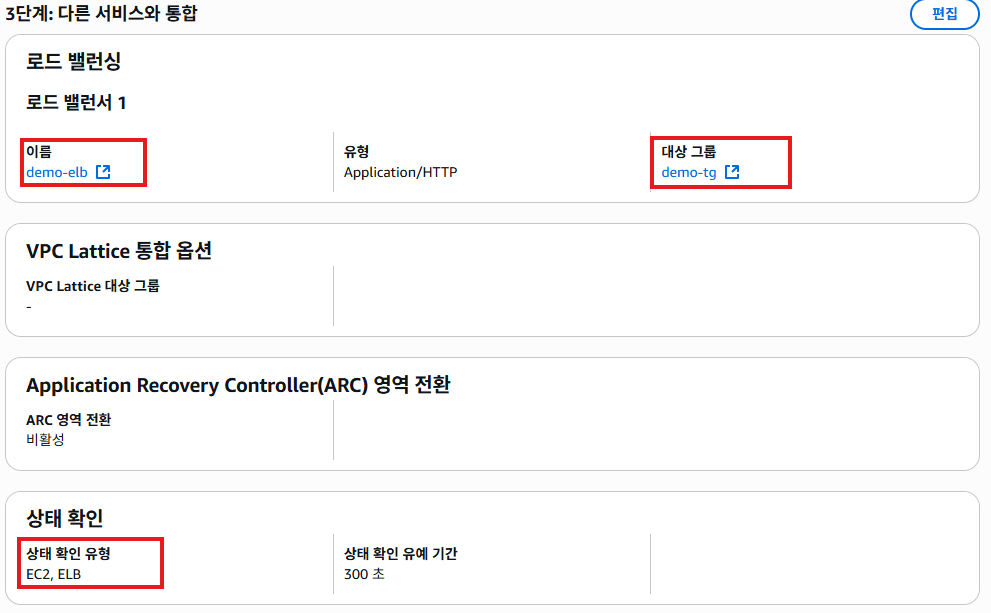 3단계: 다른 서비스와 통합
편집
로드 밸런싱
로드 밸런서 1
이름
demo-elb
유형
Application/HTTP
대상 그룹
demo-tg
VPC Lattice 통합 옵션
VPC Lattice 대상 그룹
-
Application Recovery Controller(ARC) 영역 전환
ARC 영역 전환
비활성
상태 확인
상태 확인 유형
EC2, ELB
상태 확인 유예 기간
300 초